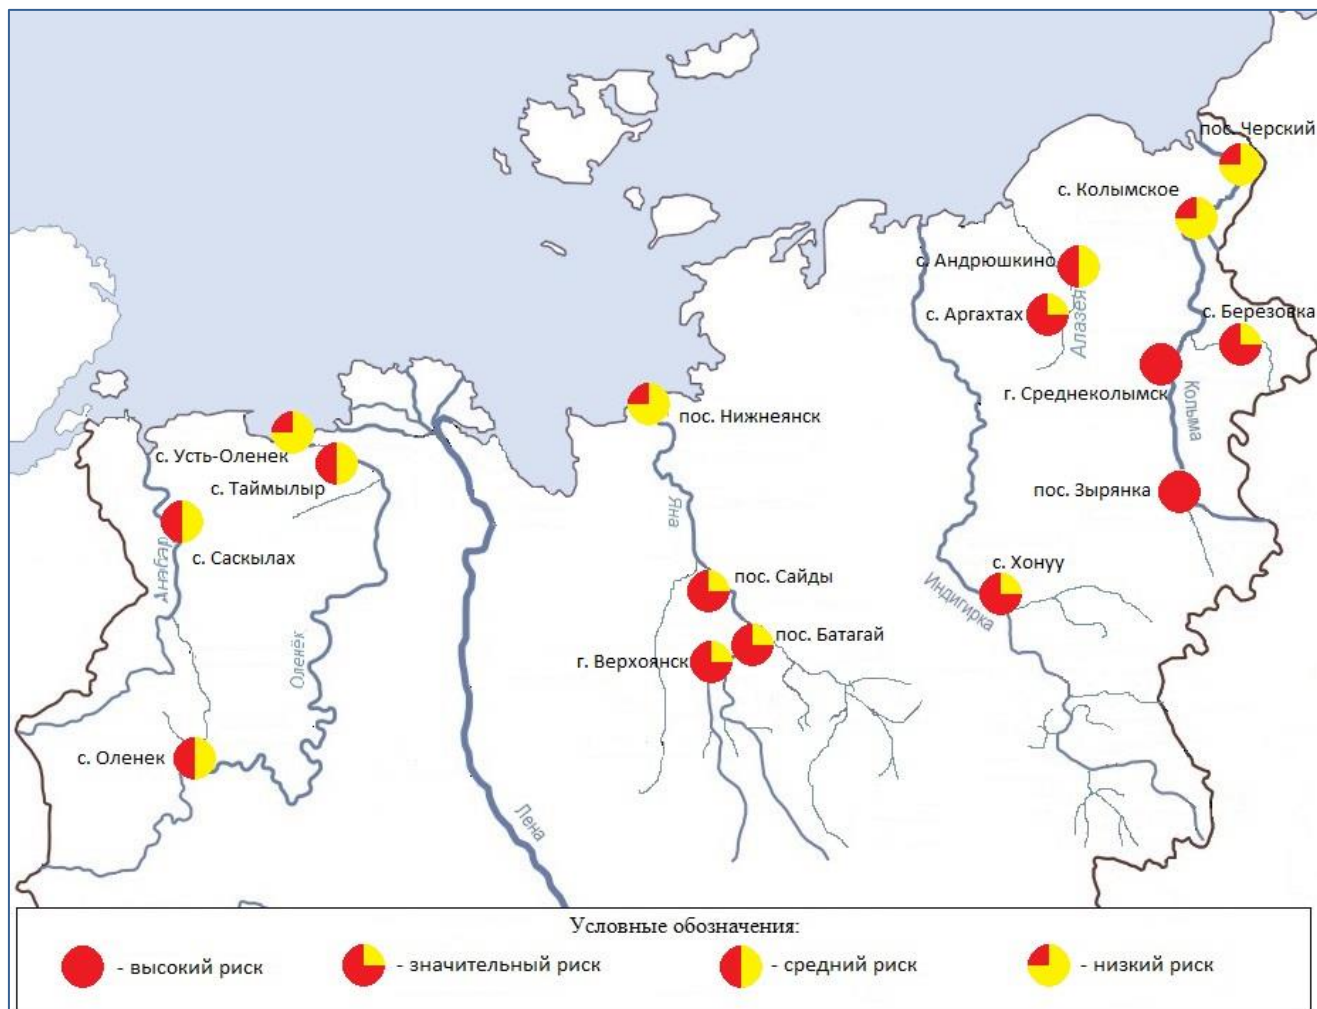 пос. Черский
с. Колымское
с. Андрюшкино
с. Аргахтах
Алазея
с. Березовка
г. Среднеколымск
Колыма
пос. Нижнеянск
с. Усть-Оленек
с. Таймылыр
пос. Зырянка
Яна
с. Саскылах
Анабар
с. Хонуу
пос. Сайды
Индигирка
Оленёк
пос. Батагай
г. Верхоянск
с. Оленек
Лена
Условные обозначения:
- высокий риск
- значительный риск
- средний риск
- низкий риск